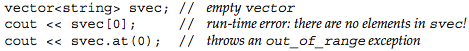 vector<string> svec; // empty vector
cout << svec[0]; // run-time error: there are no elements in svec!
cout << svec.at(0); // throws an out_of_range exception